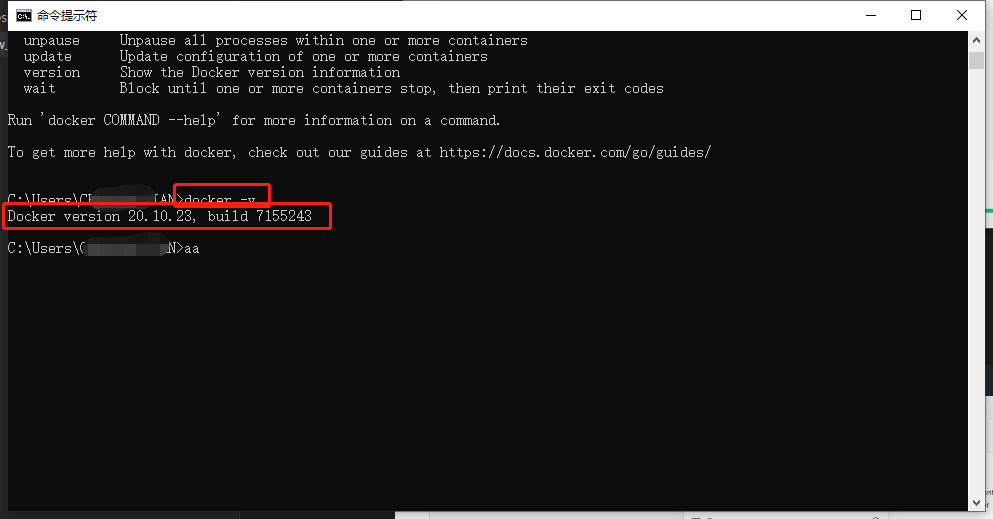 命令提示符
unpause Unpause all processes within one or more containers
update Update configuration of one or more containers
version Show the Docker version information
wait Block until one or more containers stop, then print their exit codes
Run 'docker COMMAND --help' for more information on a command.
To get more help with docker, check out our guides at https://docs.docker.com/go/guides/
C:\Users\ AN>docker -v
Docker version 20.10.23, build 7155243
C:\Users\ N>aa